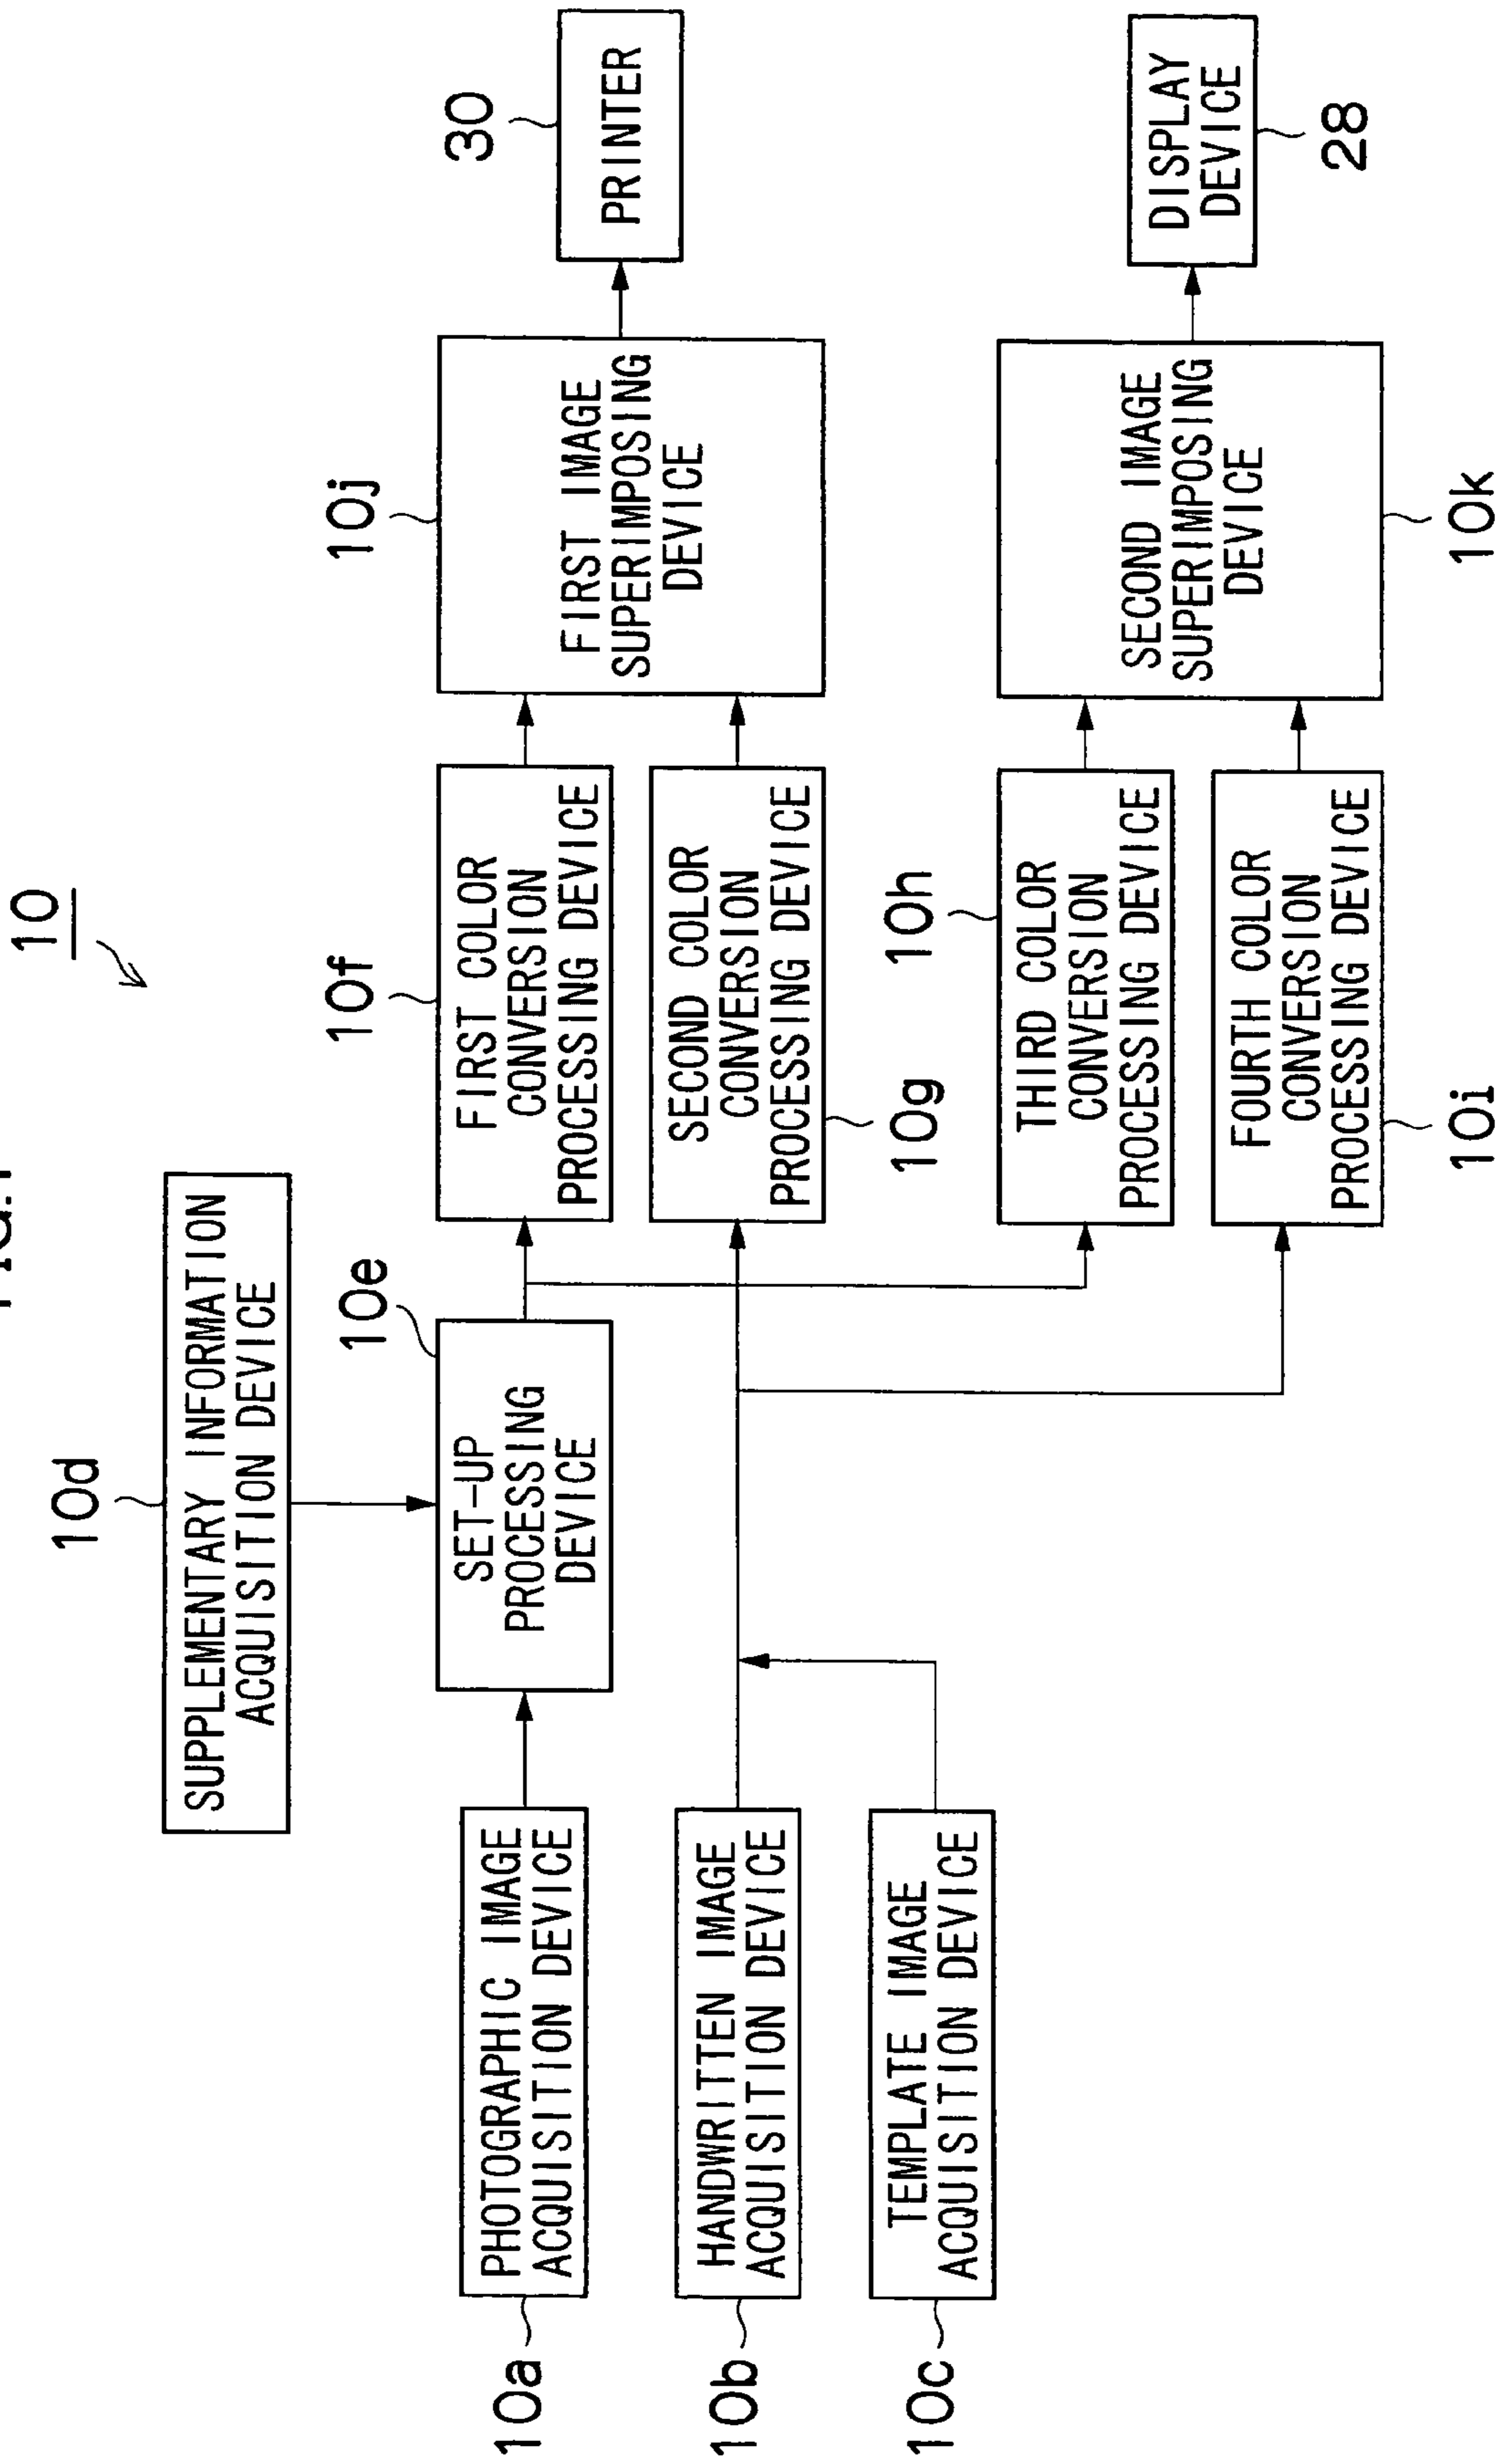 FIG.1
10
10d
SUPPLEMENTARY INFORMATION
ACQUISITION DEVICE
10a
PHOTOGRAPHIC IMAGE
ACQUISITION DEVICE
10b
HANDWRITTEN IMAGE
ACQUISITION DEVICE
10c
TEMPLATE IMAGE
ACQUISITION DEVICE
10e
SET-UP
PROCESSING
DEVICE
10f
FIRST COLOR
CONVERSION
PROCESSING DEVICE
SECOND COLOR
CONVERSION
PROCESSING DEVICE
10g
10h
THIRD COLOR
CONVERSION
PROCESSING DEVICE
FOURTH COLOR
CONVERSION
PROCESSING DEVICE
10i
10j
FIRST IMAGE
SUPERIMPOSING
DEVICE
SECOND IMAGE
SUPERIMPOSING
DEVICE
10k
30
PRINTER
DISPLAY
DEVICE
28